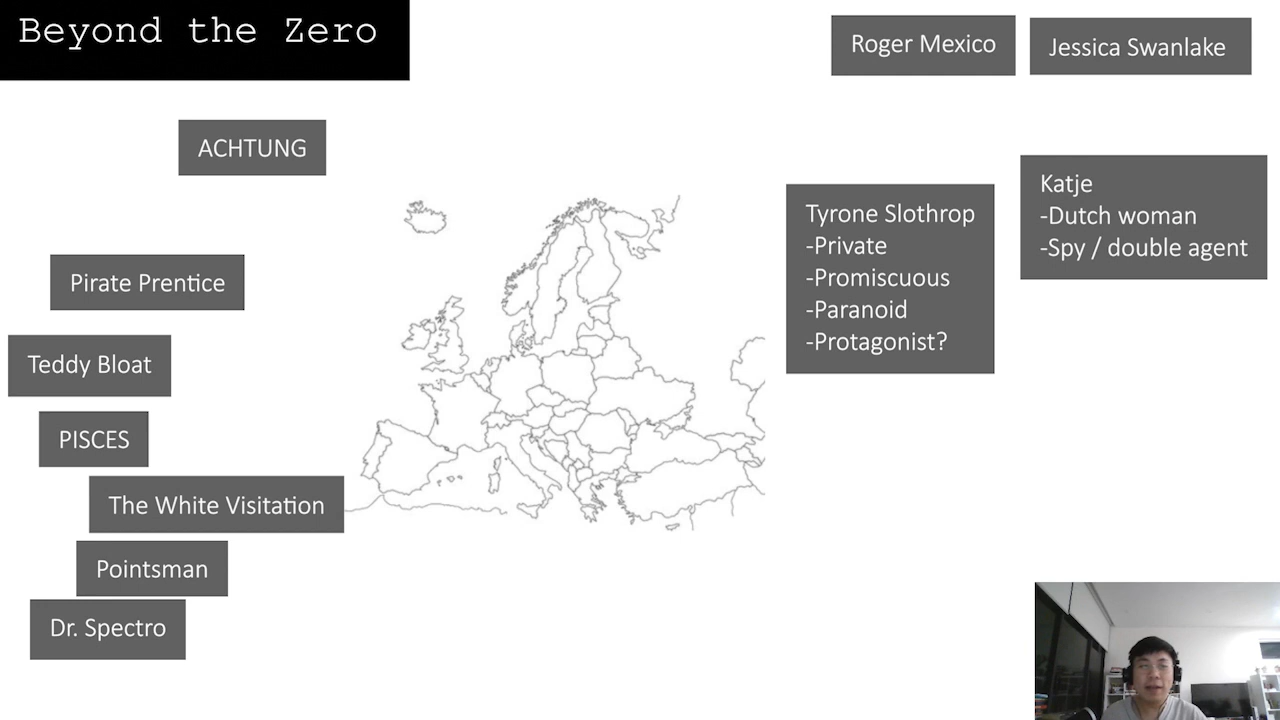 Beyond the Zero
Roger Mexico
Jessica Swanlake
ACHTUNG
Katje
-Dutch woman
-Spy / double agent
Tyrone Slothrop
-Private
-Promiscuous
-Paranoid
-Protagonist?
Pirate Prentice
Teddy Bloat
PISCES
The White Visitation
Pointsman
Dr. Spectro